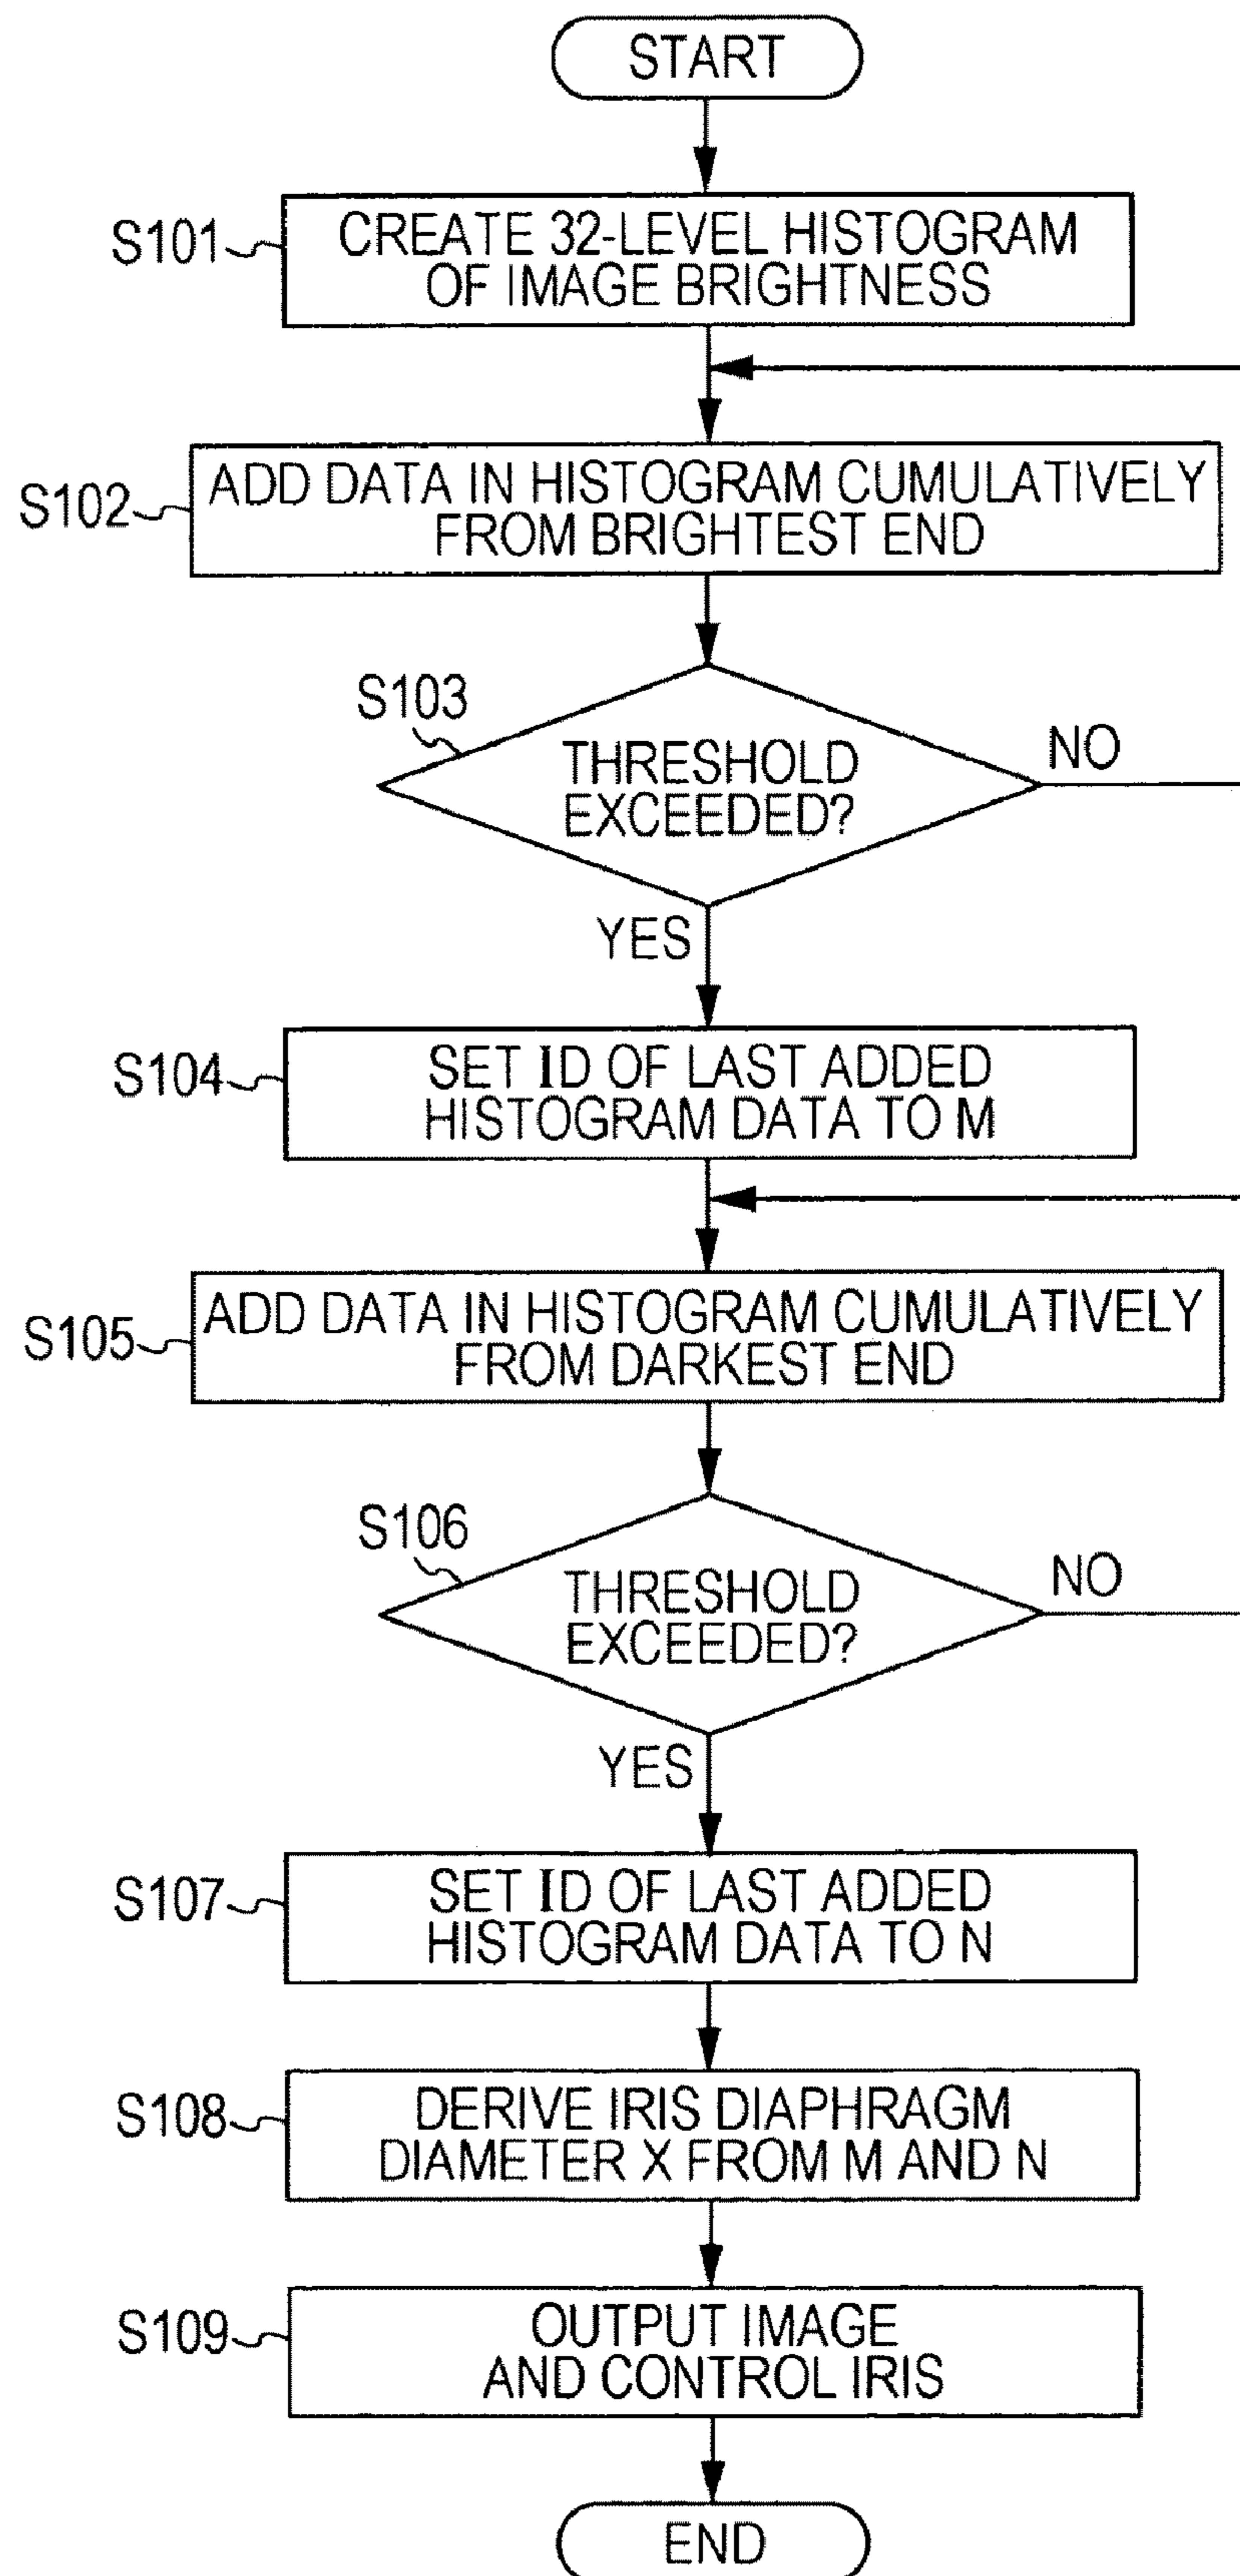 START
S101
CREATE 32-LEVEL HISTOGRAM
OF IMAGE BRIGHTNESS
S102
ADD DATA IN HISTOGRAM CUMULATIVELY
FROM BRIGHTEST END
S103
THRESHOLD
EXCEEDED?
NO
YES
S104
SET ID OF LAST ADDED
HISTOGRAM DATA TO M
S105
ADD DATA IN HISTOGRAM CUMULATIVELY
FROM DARKEST END
S106
THRESHOLD
EXCEEDED?
NO
YES
S107
SET ID OF LAST ADDED
HISTOGRAM DATA TO N
S108
DERIVE IRIS DIAPHRAGM
DIAMETER X FROM M AND N
S109
OUTPUT IMAGE
AND CONTROL IRIS
END